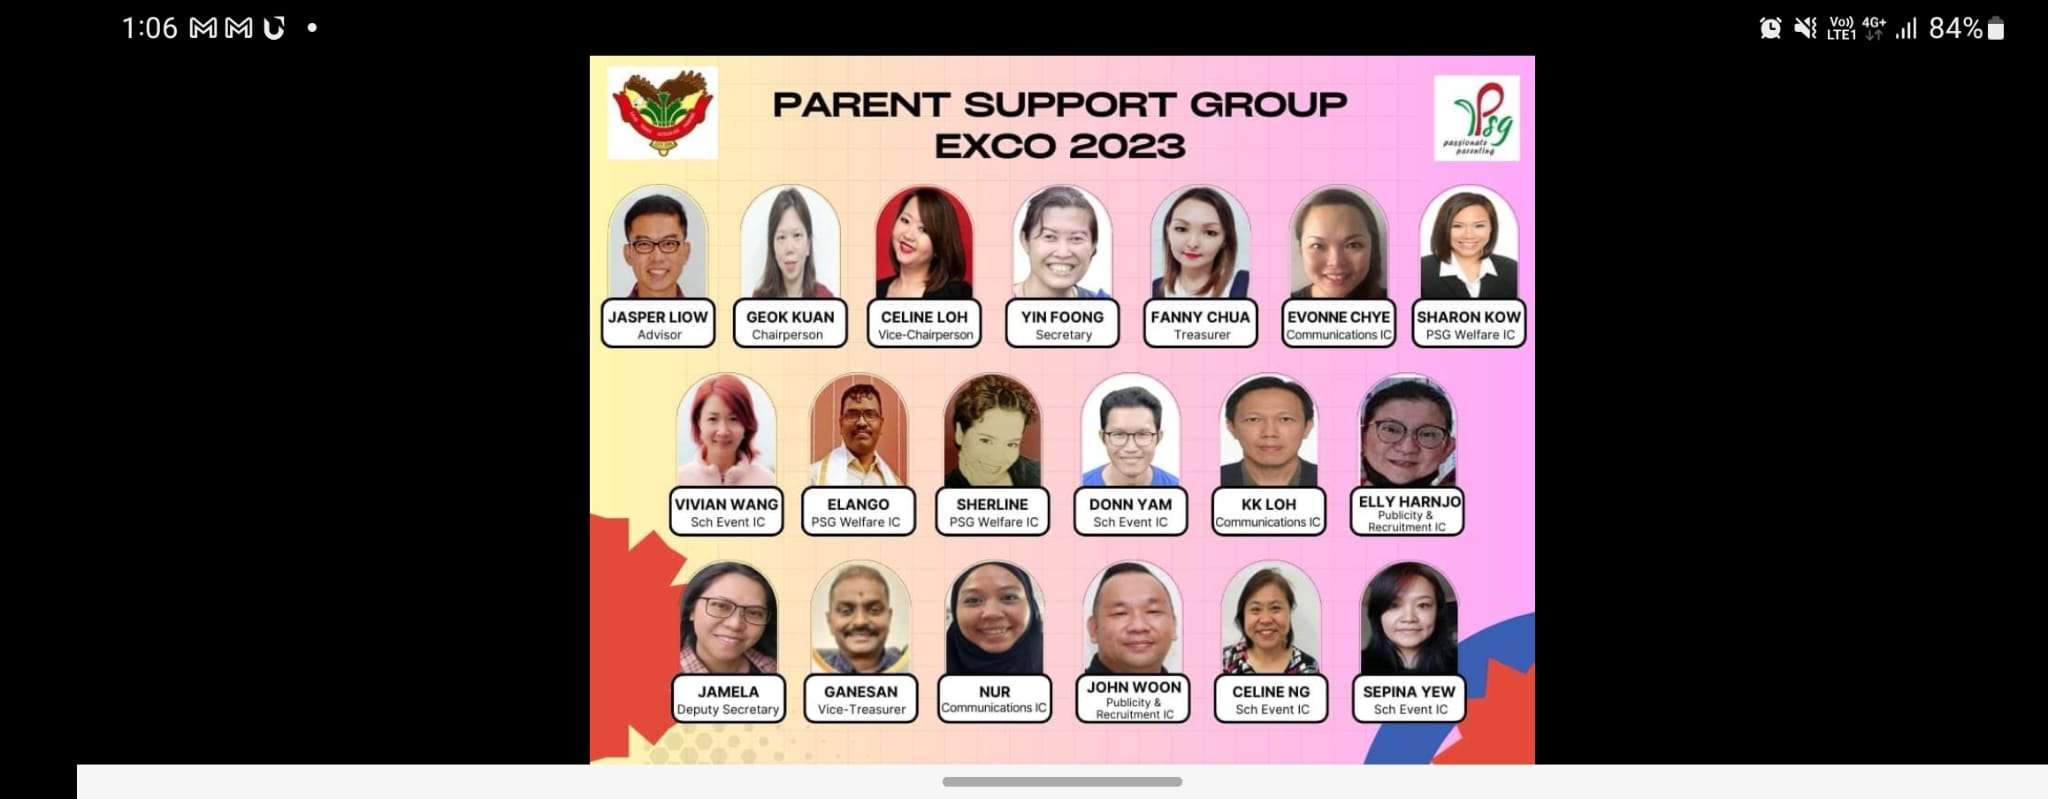 1:06
Vo)) 4G+
LTE1
84%
PARENT SUPPORT GROUP
EXCO 2023
Psg
passionate
parenting
JASPER LIOW
Advisor
GEOK KUAN
Chairperson
CELINE LOH
Vice-Chairperson
YIN FOONG
Secretary
FANNY CHUA
Treasurer
EVONNE CHYE
Communications IC
SHARON KOW
PSG Welfare IC
VIVIAN WANG
Sch Event IC
ELANGO
PSG Welfare IC
SHERLINE
PSG Welfare IC
DONN YAM
Sch Event IC
KK LOH
Communications IC
ELLY HARNJO
Publicity &
Recruitment IC
JAMELA
Deputy Secretary
GANESAN
Vice-Treasurer
NUR
Communications IC
JOHN WOON
Publicity &
Recruitment IC
CELINE NG
Sch Event IC
SEPINA YEW
Sch Event IC